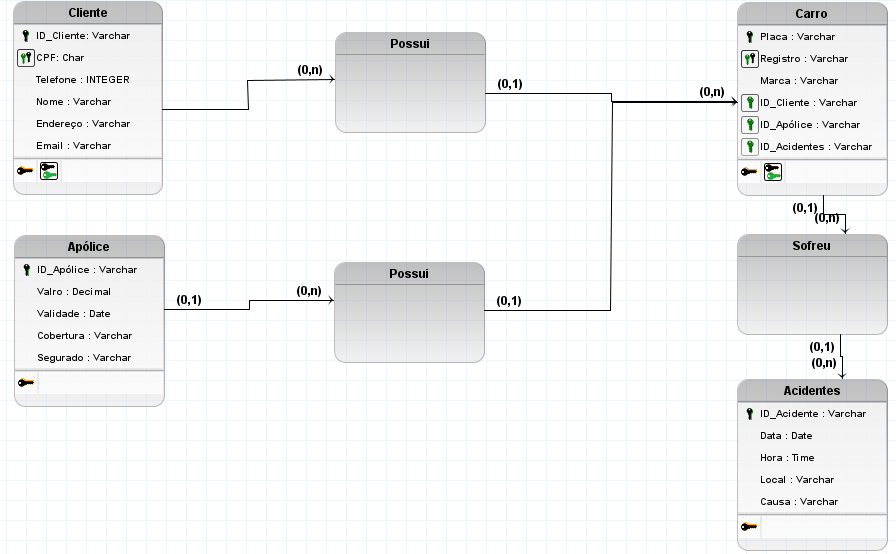 Cliente
ID_Cliente: Varchar
CPF: Char
Telefone : INTEGER
Nome : Varchar
Endereço : Varchar
Email : Varchar
(0,n)
Possui
(0,1)
(0,n)
Carro
Placa : Varchar
Registro : Varchar
Marca : Varchar
ID_Cliente : Varchar
ID_Apólice : Varchar
ID_Acidentes : Varchar
(0,1)
(0,n)
Apólice
ID_Apólice : Varchar
Valro : Decimal
Validade : Date
Cobertura : Varchar
Segurado : Varchar
(0,1)
(0,n)
Possui
(0,1)
Sofreu
(0,1)
(0,n)
Acidentes
ID_Acidente : Varchar
Data : Date
Hora : Time
Local : Varchar
Causa : Varchar